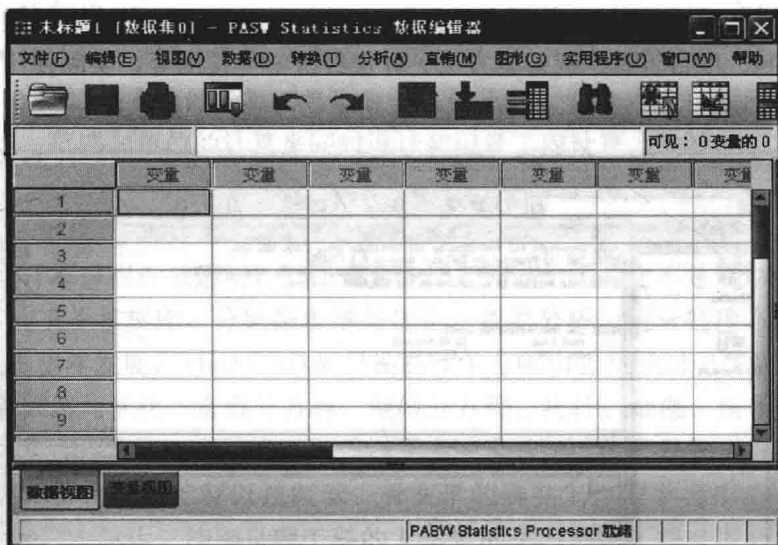 未标题1 [数据集0] - PASW Statistics 数据编辑器
文件(F) 编辑(E) 视图(V) 数据(D) 转换(T) 分析(A) 直销(M) 图形(G) 实用程序(U) 窗口(W) 帮助
可见: 0变量的 0
变量 变量 变量 变量 变量 变量 变量
1
2
3
4
5
6
7
8
9
数据视图 变量视图
PASW Statistics Processor 就绪